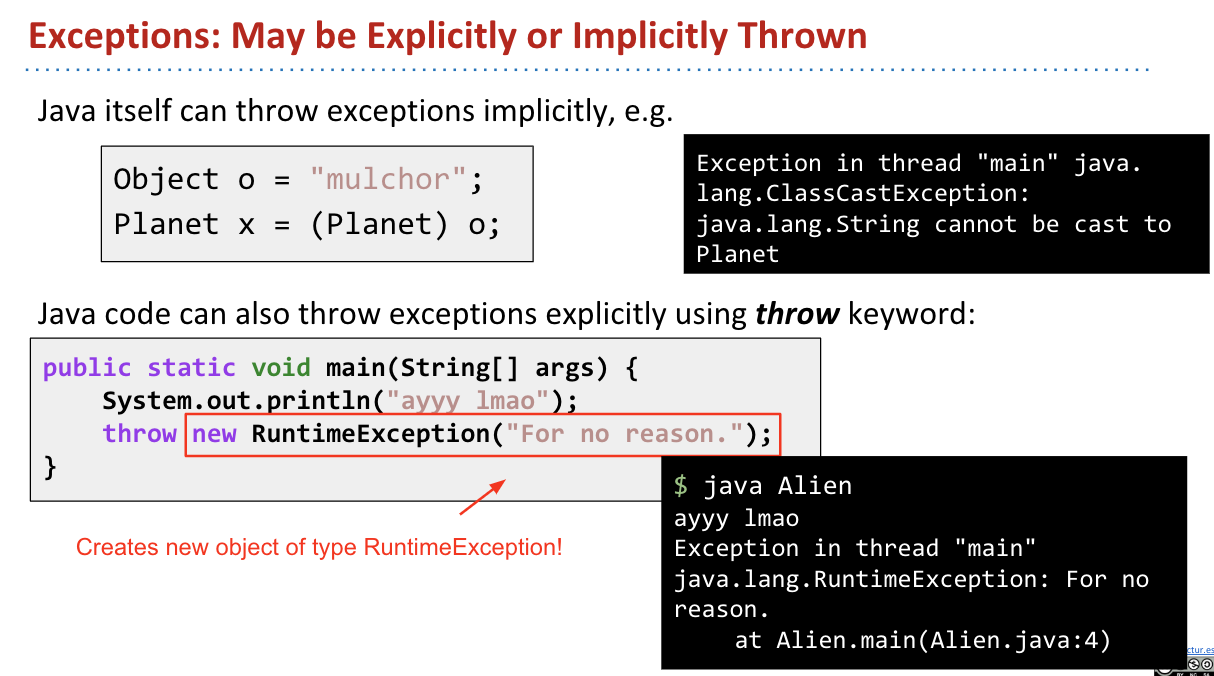 Exceptions: May be Explicitly or Implicitly Thrown
Java itself can throw exceptions implicitly, e.g.
Object o = "mulchor";
Planet x = (Planet) o;
Exception in thread "main" java.
lang.ClassCastException:
java.lang.String cannot be cast to
Planet
Java code can also throw exceptions explicitly using throw keyword:
public static void main(String[] args) {
    System.out.println("ayyy lmao");
    throw new RuntimeException("For no reason.");
}
Creates new object of type RuntimeException!
$ java Alien
ayyy lmao
Exception in thread "main"
java.lang.RuntimeException: For no
reason.
    at Alien.main(Alien.java:4)
ctur.es
BY NC SA